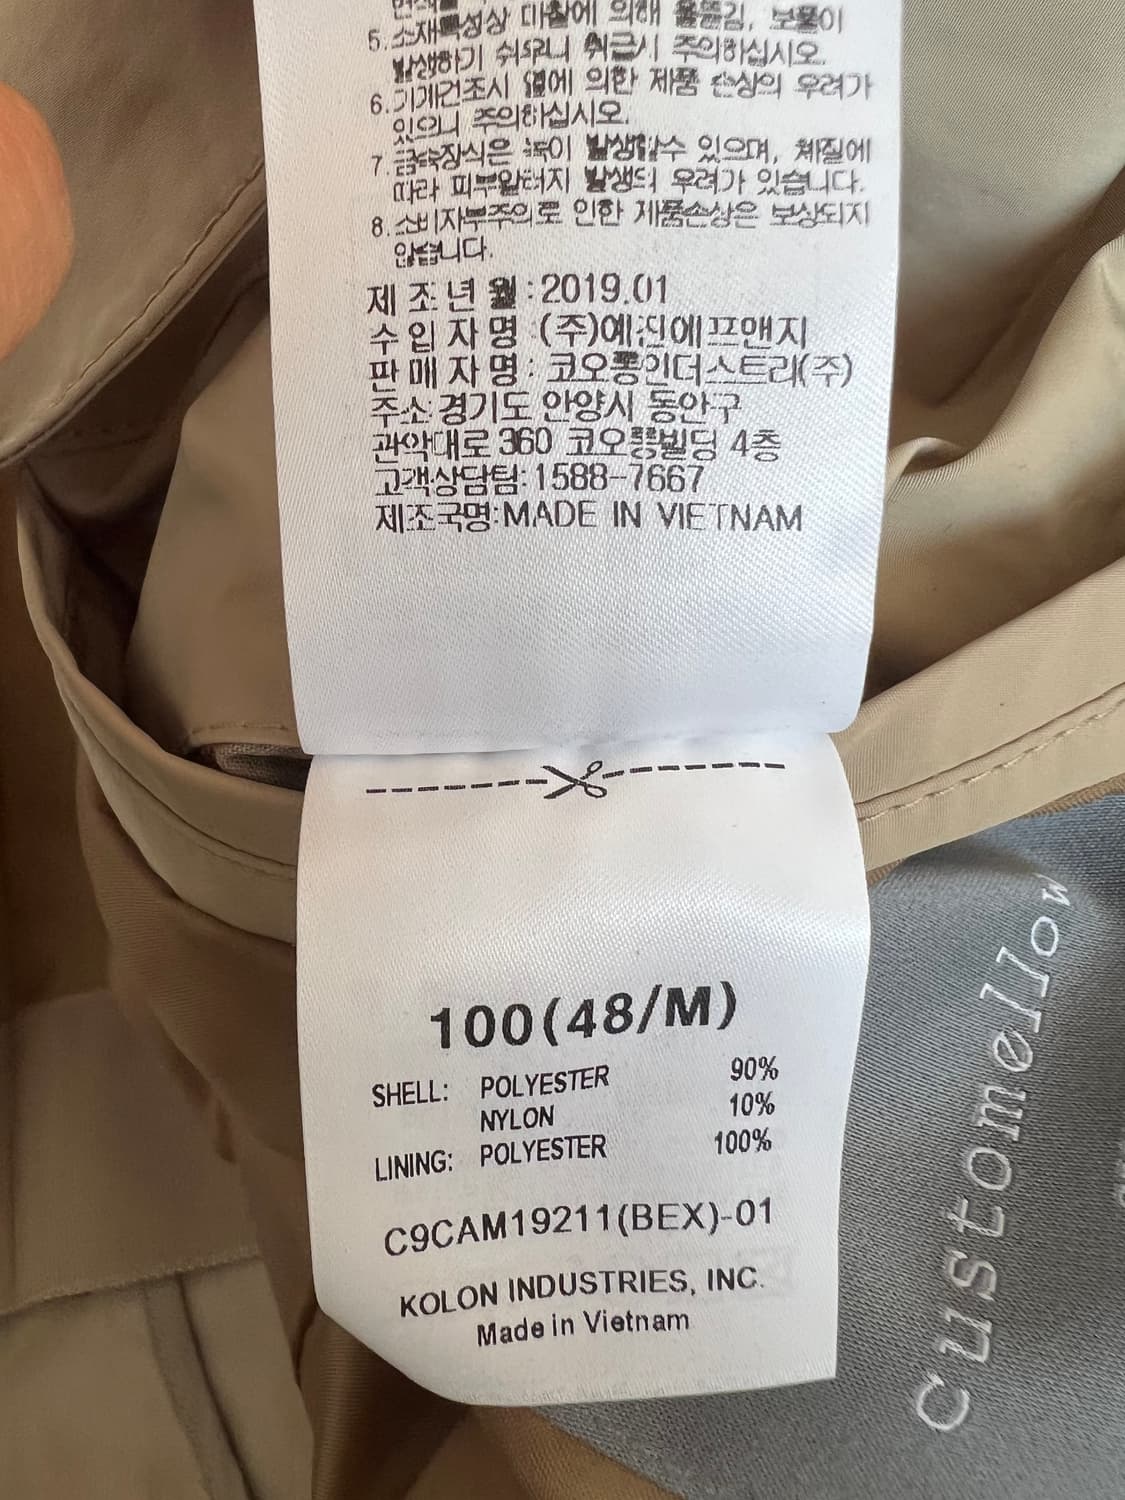 5.소재특성상 마찰에 의해 올뜯김, 보풀이
발생하기 쉬우니 취급시 주의하십시오.
6.기계건조시 열에 의한 제품 손상의 우려가
있으니 주의하십시오.
7.금속장식은 녹이 발생할수 있으며, 체질에
따라 피부알러지 발생의 우려가 있습니다.
8.소비자부주의로 인한 제품손상은 보상되지
않습니다.
제 조 년 월 : 2019.01
수 입 자 명 : (주)예진에프앤지
판 매 자 명 : 코오롱인더스트리(주)
주소:경기도 안양시 동안구
관악대로 360 코오롱빌딩 4층
고객상담팀:1588-7667
제조국명:MADE IN VIETNAM
100(48/M)
SHELL: POLYESTER 90%
NYLON 10%
LINING: POLYESTER 100%
C9CAM19211(BEX)-01
KOLON INDUSTRIES, INC.
Made in Vietnam
customellow